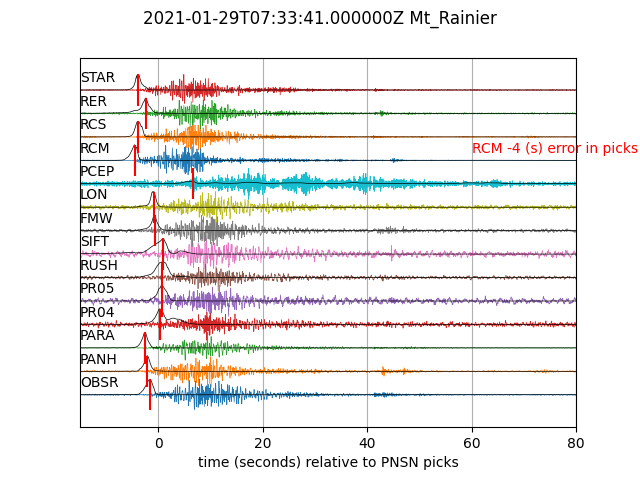 2021-01-29T07:33:41.000000Z Mt_Rainier
STAR
RER
RCS
RCM
RCM -4 (s) error in picks
PCEP
LON
FMW
SIFT
RUSH
PR05
PR04
PARA
PANH
OBSR
0 20 40 60 80
time (seconds) relative to PNSN picks